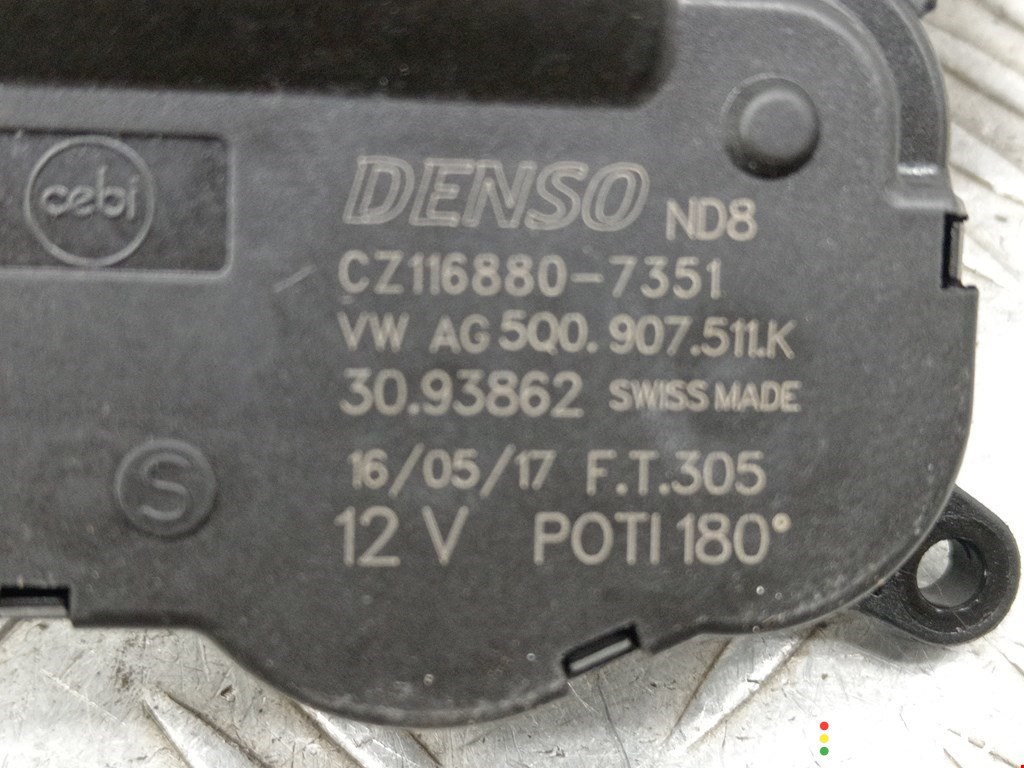 cebi
DENSO ND8
CZ116880-7351
VW AG 5Q0.907.511.K
30.93862 SWISS MADE
16/05/17 F.T.305
12 V POTI 180°
S